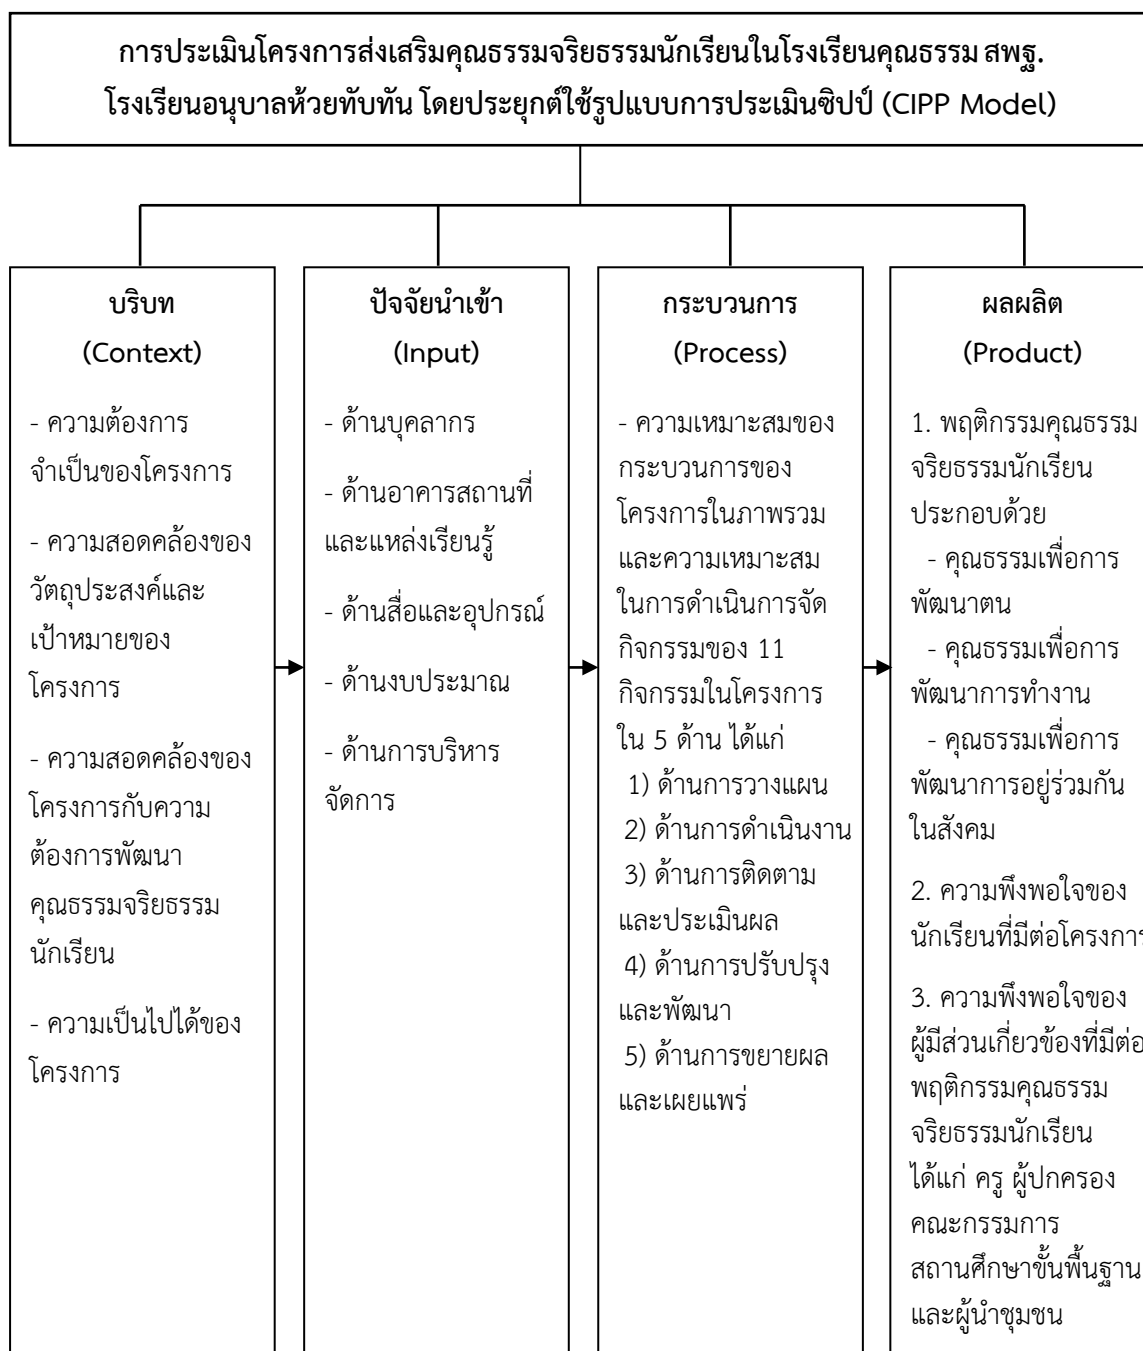 การประเมินโครงการส่งเสริมคุณธรรมจริยธรรมนักเรียนในโรงเรียนคุณธรรม สพฐ.
โรงเรียนอนุบาลห้วยทับทัน โดยประยุกต์ใช้รูปแบบการประเมินซิปป์ (CIPP Model)
บริบท
(Context)
- ความต้องการ
จำเป็นของโครงการ
- ความสอดคล้องของ
วัตถุประสงค์และ
เป้าหมายของ
โครงการ
- ความสอดคล้องของ
โครงการกับความ
ต้องการพัฒนา
คุณธรรมจริยธรรม
นักเรียน
- ความเป็นไปได้ของ
โครงการ
ปัจจัยนำเข้า
(Input)
- ด้านบุคลากร
- ด้านอาคารสถานที่
และแหล่งเรียนรู้
- ด้านสื่อและอุปกรณ์
- ด้านงบประมาณ
- ด้านการบริหาร
จัดการ
กระบวนการ
(Process)
- ความเหมาะสมของ
กระบวนการของ
โครงการในภาพรวม
และความเหมาะสม
ในการดำเนินการจัด
กิจกรรมของ 11
กิจกรรมในโครงการ
ใน 5 ด้าน ได้แก่
1) ด้านการวางแผน
2) ด้านการดำเนินงาน
3) ด้านการติดตาม
และประเมินผล
4) ด้านการปรับปรุง
และพัฒนา
5) ด้านการขยายผล
และเผยแพร่
ผลผลิต
(Product)
1. พฤติกรรมคุณธรรม
จริยธรรมนักเรียน
ประกอบด้วย
- คุณธรรมเพื่อการ
พัฒนาตน
- คุณธรรมเพื่อการ
พัฒนาการทำงาน
- คุณธรรมเพื่อการ
พัฒนาการอยู่ร่วมกัน
ในสังคม
2. ความพึงพอใจของ
นักเรียนที่มีต่อโครงการ
3. ความพึงพอใจของ
ผู้มีส่วนเกี่ยวข้องที่มีต่อ
พฤติกรรมคุณธรรม
จริยธรรมนักเรียน
ได้แก่ ครู ผู้ปกครอง
คณะกรรมการ
สถานศึกษาขั้นพื้นฐาน
และผู้นำชุมชน